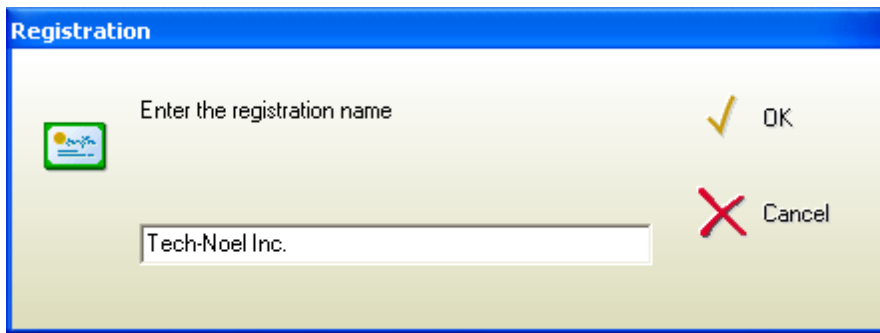 Registration
Enter the registration name
OK
Cancel
Tech-Noel Inc.